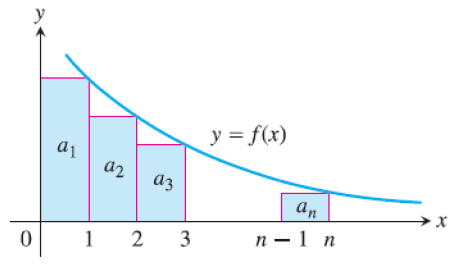 y
y = f(x)
a₁
a₂
a₃
aₙ
x
0 1 2 3 n − 1 n